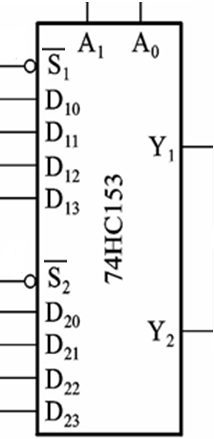 A₁ A₀
S̅₁
D₁₀
D₁₁
D₁₂
D₁₃
Y₁
74HC153
S̅₂
D₂₀
D₂₁
Y₂
D₂₂
D₂₃